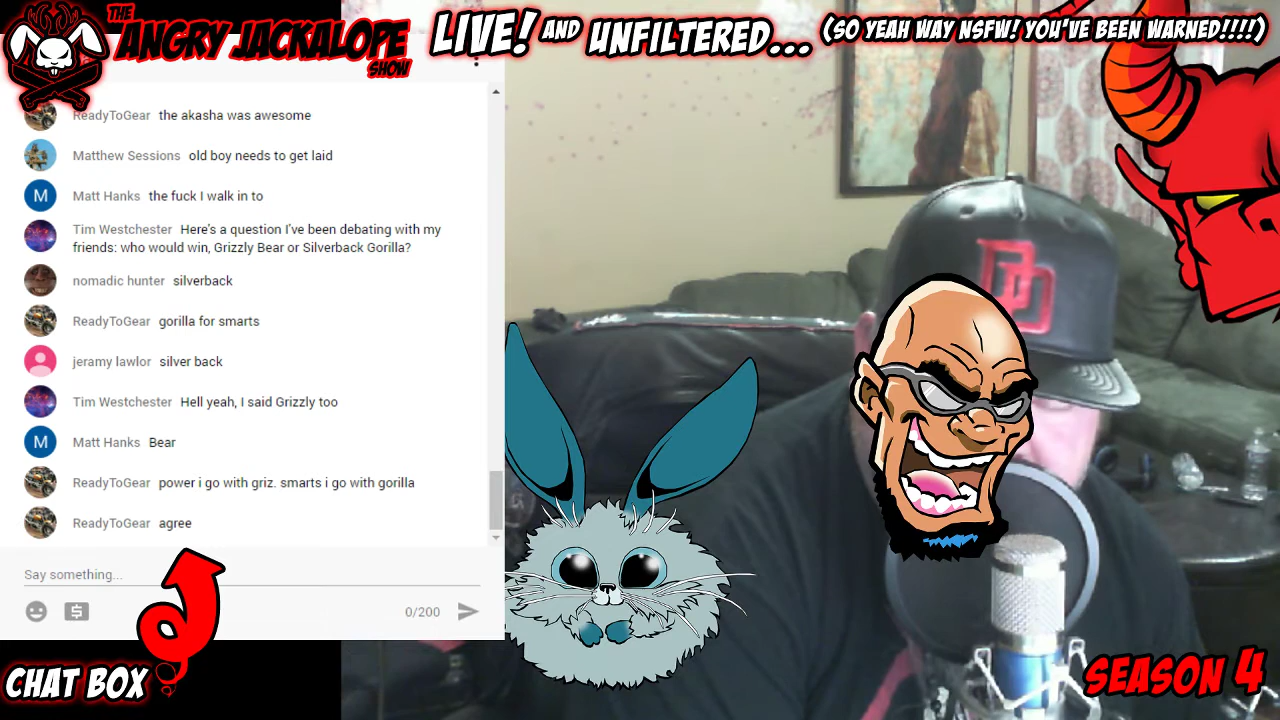 THE
ANGRY JACKALOPE
SHOW
LIVE! AND UNFILTERED... (SO YEAH WAY NSFW! YOU'VE BEEN WARNED!!!!)
ReadyToGear the akasha was awesome
Matthew Sessions old boy needs to get laid
M Matt Hanks the fuck I walk in to
Tim Westchester Here's a question I've been debating with my
friends: who would win, Grizzly Bear or Silverback Gorilla?
nomadic hunter silverback
ReadyToGear gorilla for smarts
jeramy lawlor silver back
Tim Westchester Hell yeah, I said Grizzly too
M Matt Hanks Bear
ReadyToGear power i go with griz. smarts i go with gorilla
ReadyToGear agree
Say something...
0/200
CHAT BOX
SEASON 4